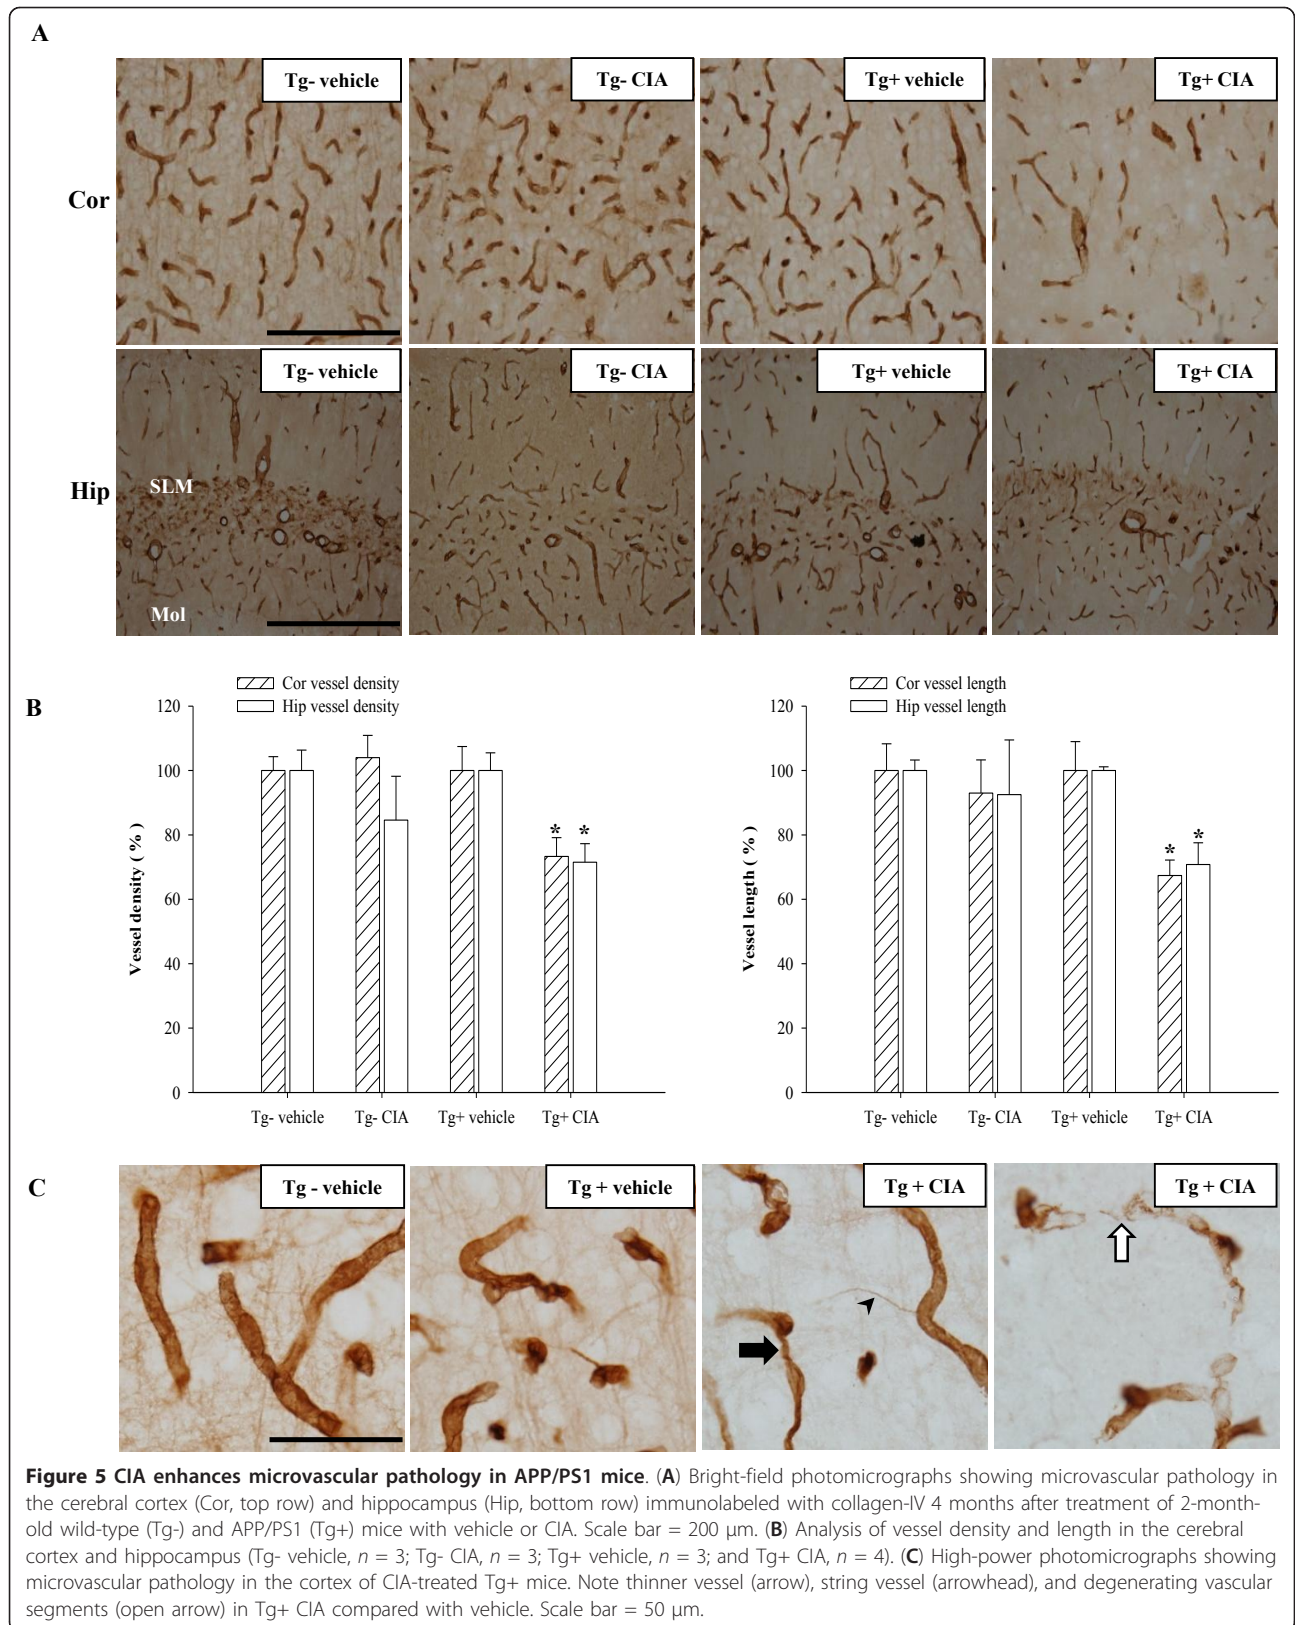 A
Tg- vehicle
Tg- CIA
Tg+ vehicle
Tg+ CIA
Cor
Tg- vehicle
Tg- CIA
Tg+ vehicle
Tg+ CIA
Hip
SLM
Mol
B
Cor vessel density
Hip vessel density
120
100
80
60
40
20
0
Vessel density ( % )
* *
Tg- vehicle Tg- CIA Tg+ vehicle Tg+ CIA
Cor vessel length
Hip vessel length
120
100
80
60
40
20
0
Vessel length ( % )
* *
Tg- vehicle Tg- CIA Tg+ vehicle Tg+ CIA
C
Tg - vehicle
Tg + vehicle
Tg + CIA
Tg + CIA
Figure 5 CIA enhances microvascular pathology in APP/PS1 mice. (A) Bright-field photomicrographs showing microvascular pathology in
the cerebral cortex (Cor, top row) and hippocampus (Hip, bottom row) immunolabeled with collagen-IV 4 months after treatment of 2-month-
old wild-type (Tg-) and APP/PS1 (Tg+) mice with vehicle or CIA. Scale bar = 200 μm. (B) Analysis of vessel density and length in the cerebral
cortex and hippocampus (Tg- vehicle, n = 3; Tg- CIA, n = 3; Tg+ vehicle, n = 3; and Tg+ CIA, n = 4). (C) High-power photomicrographs showing
microvascular pathology in the cortex of CIA-treated Tg+ mice. Note thinner vessel (arrow), string vessel (arrowhead), and degenerating vascular
segments (open arrow) in Tg+ CIA compared with vehicle. Scale bar = 50 μm.